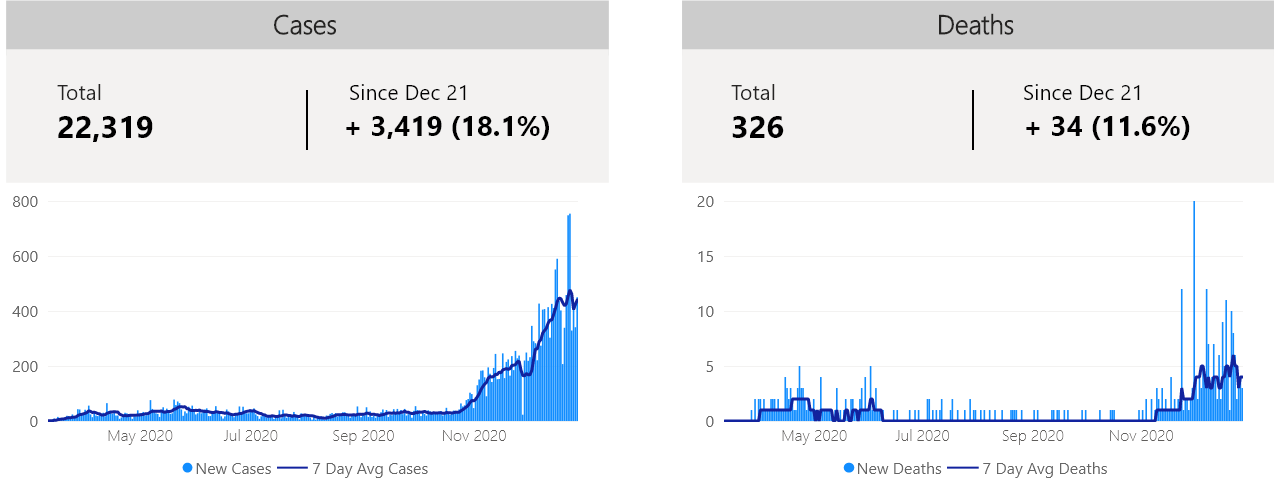 Cases
Total
22,319
Since Dec 21
+ 3,419 (18.1%)
800
600
400
200
0
May 2020 Jul 2020 Sep 2020 Nov 2020
New Cases 7 Day Avg Cases
Deaths
Total
326
Since Dec 21
+ 34 (11.6%)
20
15
10
5
0
May 2020 Jul 2020 Sep 2020 Nov 2020
New Deaths 7 Day Avg Deaths